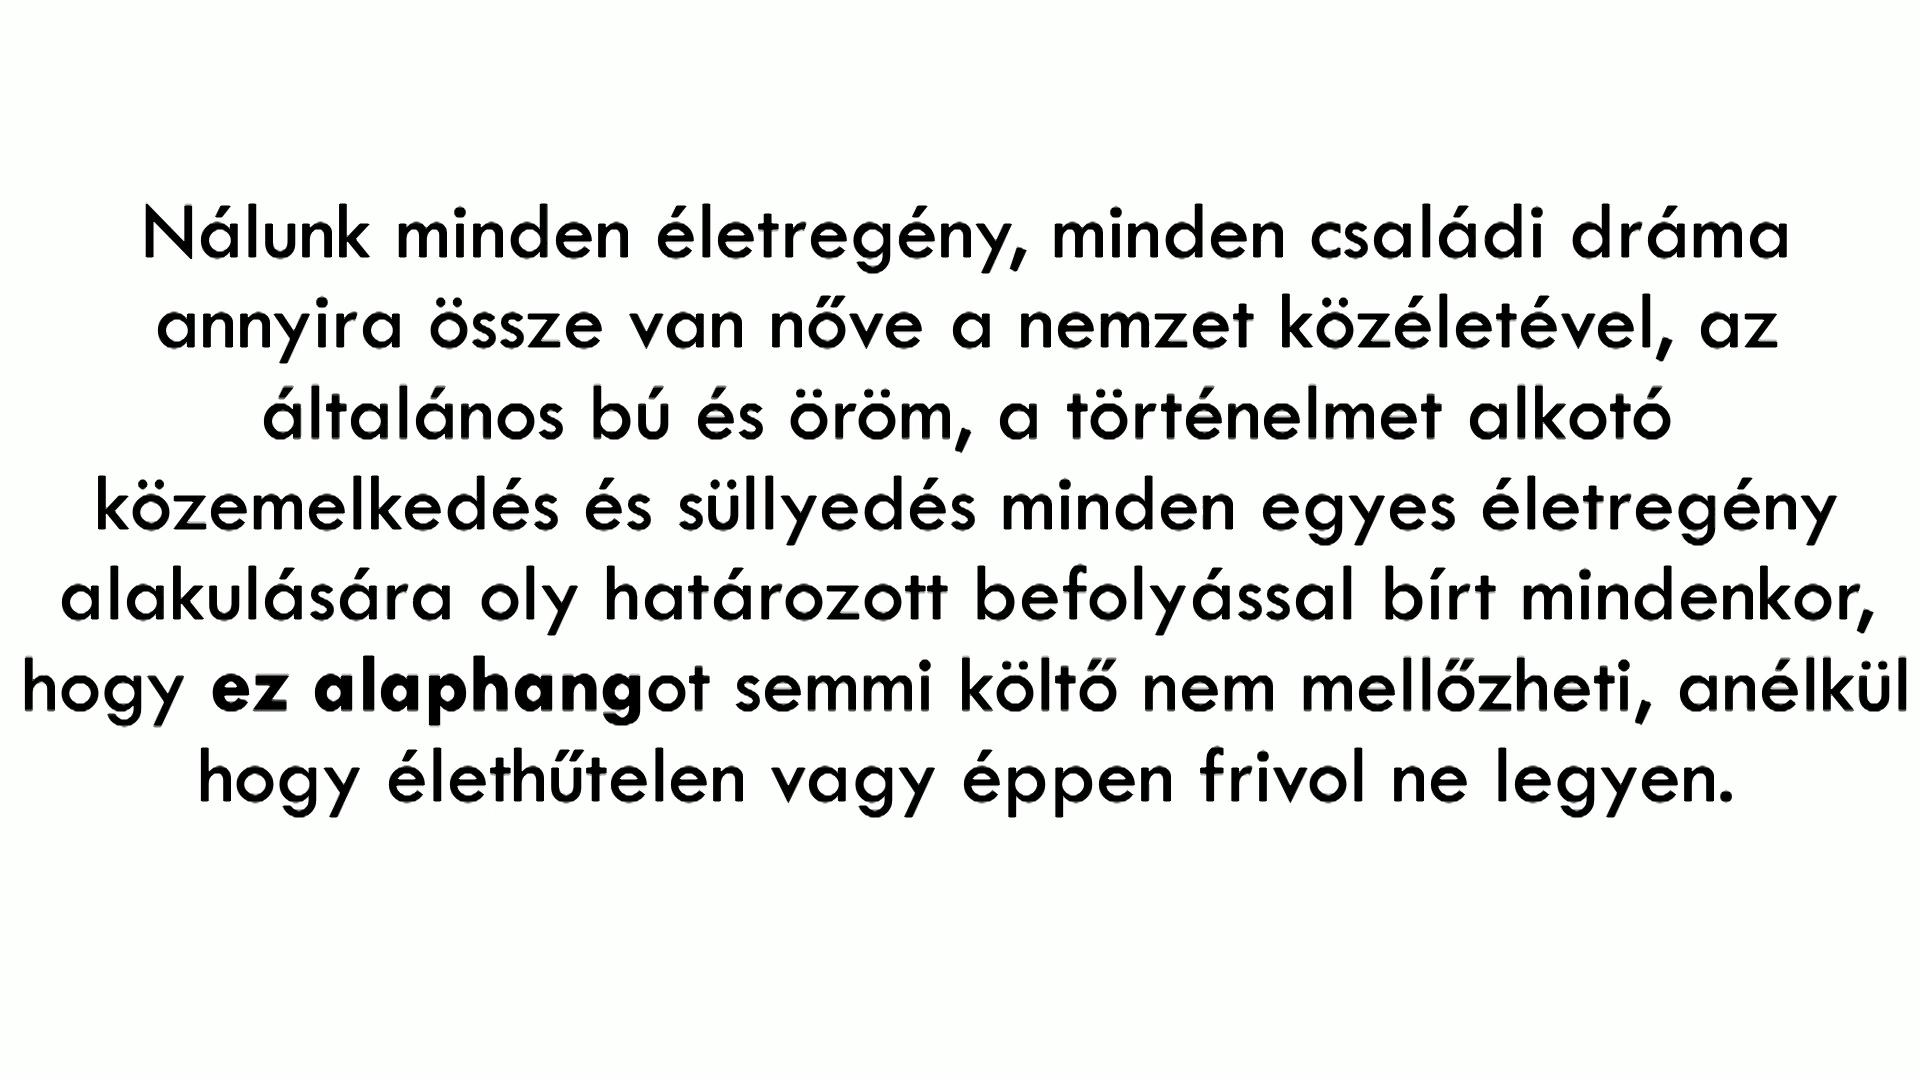 Nálunk minden életregény, minden családi dráma
annyira össze van nőve a nemzet közéletével, az
általános bú és öröm, a történelmet alkotó
közemelkedés és süllyedés minden egyes életregény
alakulására oly határozott befolyással bírt mindenkor,
hogy ez alaphangot semmi költő nem mellőzheti, anélkül
hogy élethűtelen vagy éppen frivol ne legyen.